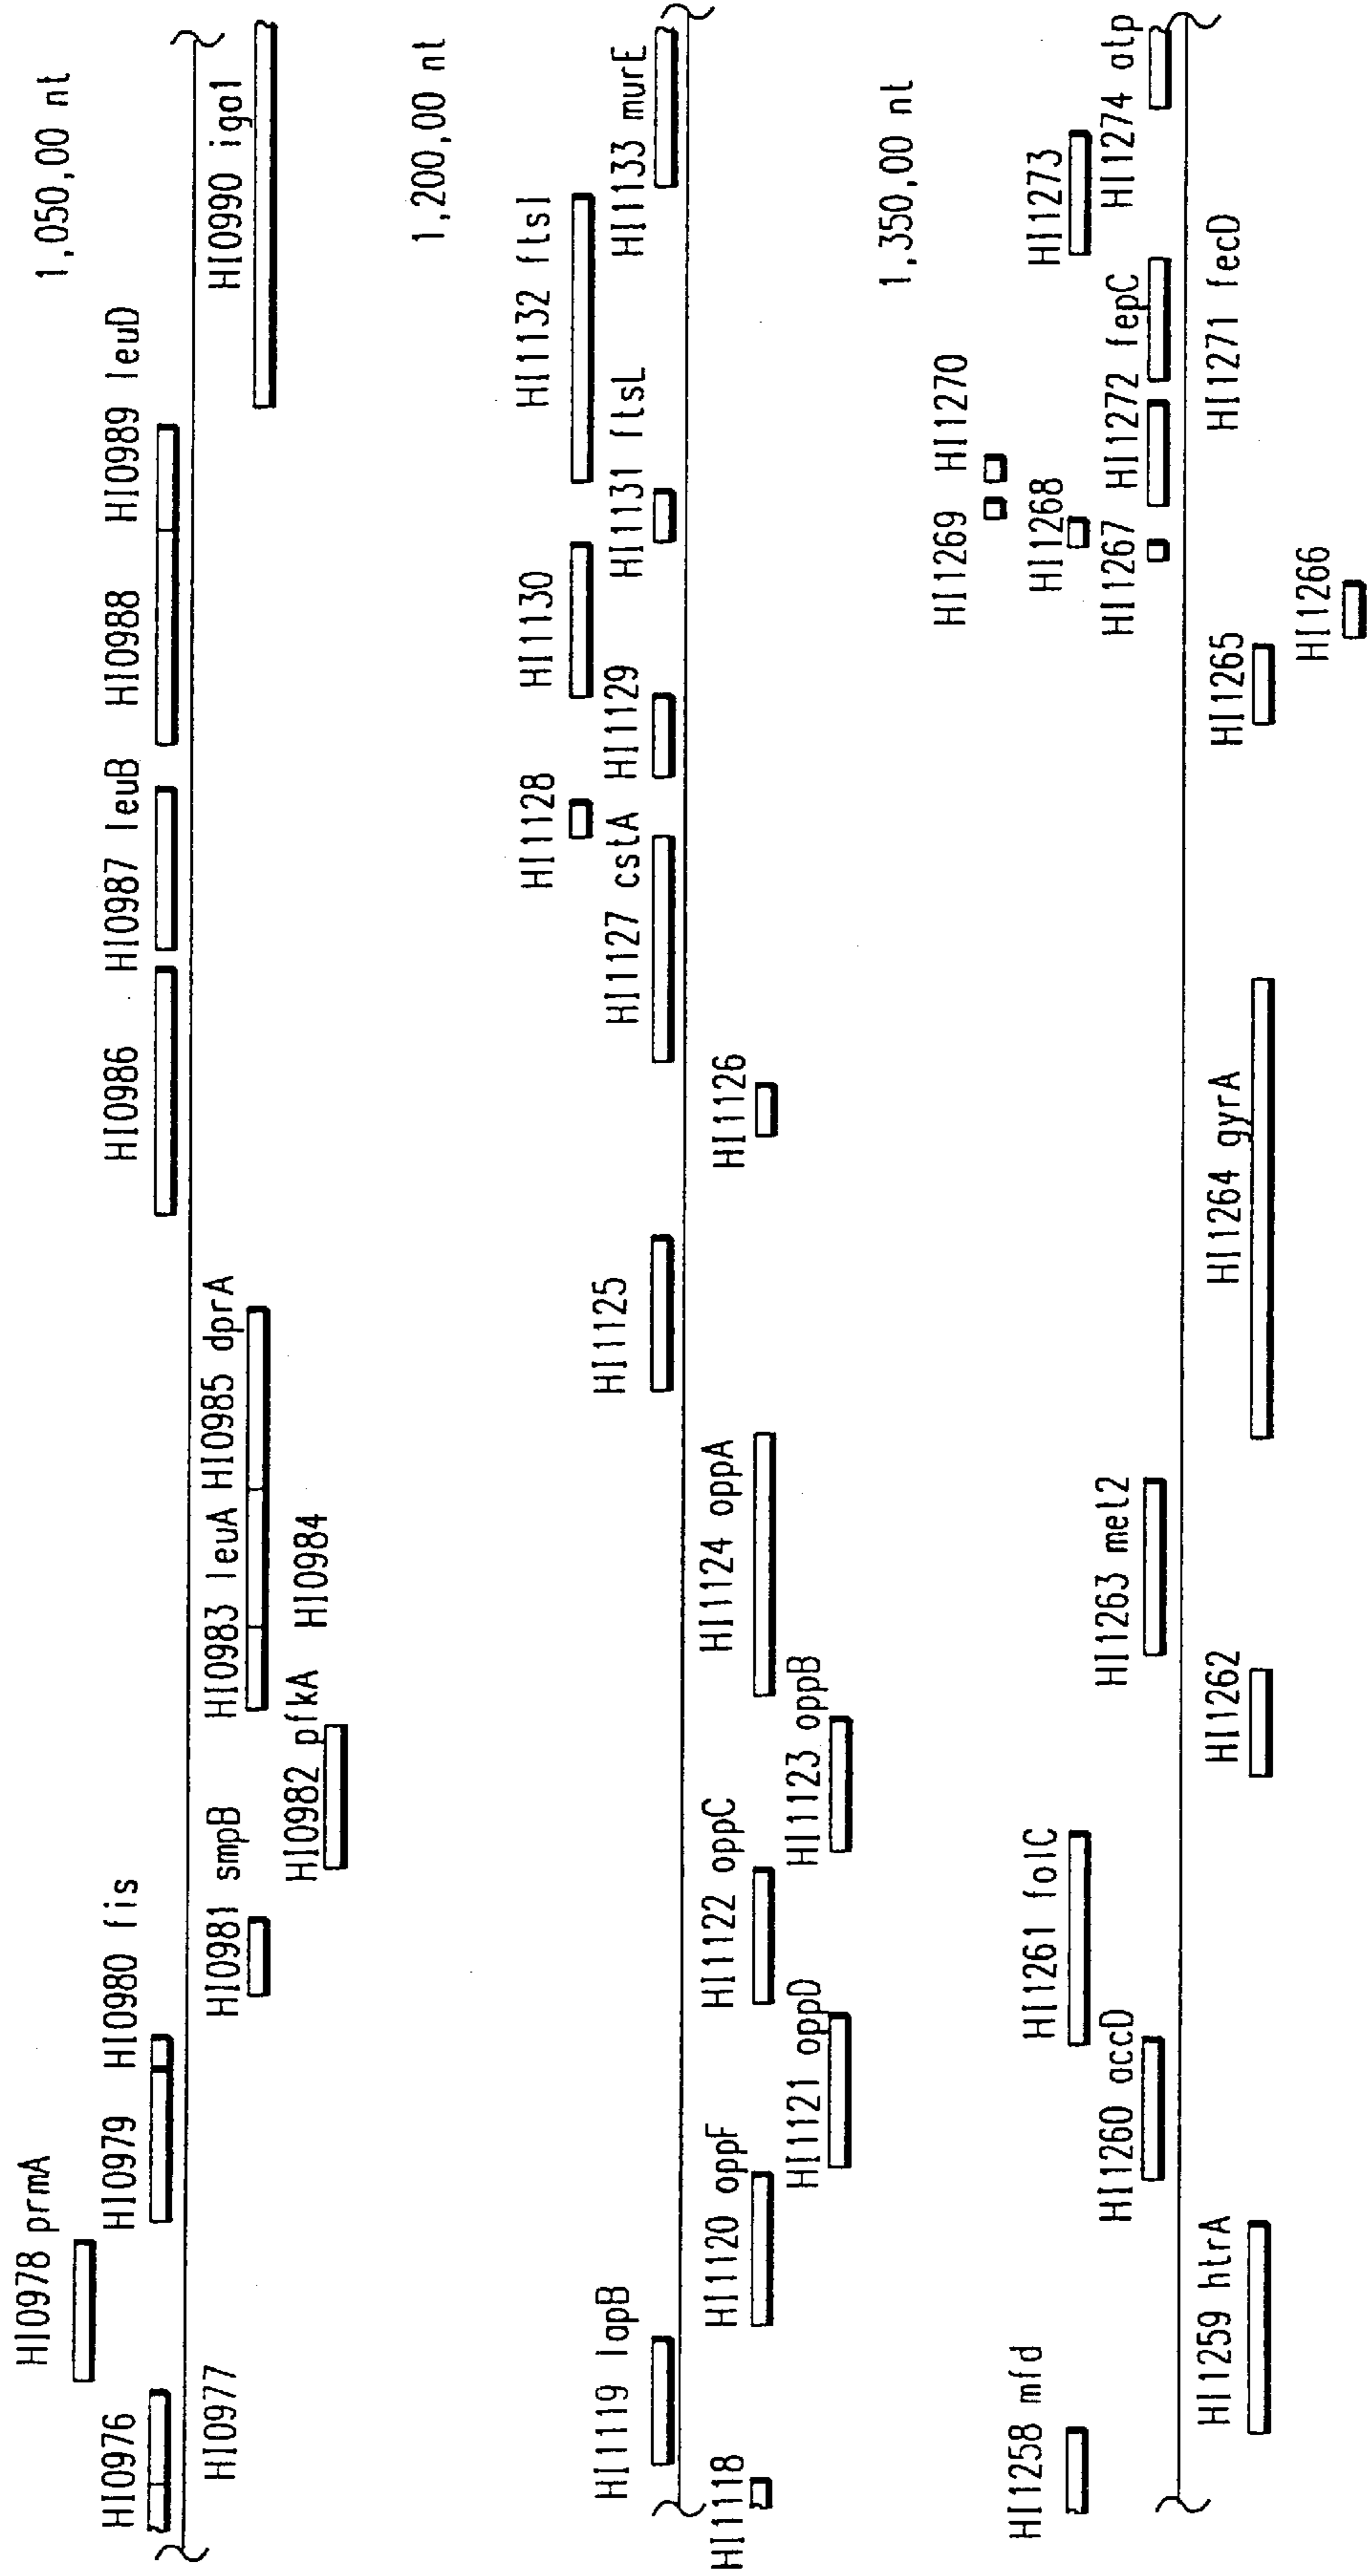 1,050,00 nt
HI0978 prmA
HI0976
HI0979
HI0980 fis
HI0986
HI0987 leuB
HI0988
HI0989 leuD
HI0977
HI0981 smpB
HI0983 leuA
HI0985 dprA
HI0990 iga1
HI0982 pfkA
HI0984
1,200,00 nt
HI1128
HI1130
HI1132 ftsI
HI1119 lapB
HI1125
HI1127 cstA
HI1129
HI1131 ftsL
HI1133 murE
HI1118
HI1120 oppF
HI1122 oppC
HI1124 oppA
HI1126
HI1121 oppD
HI1123 oppB
1,350,00 nt
HI1269
HI1270
HI1258 mfd
HI1261 folC
HI1268
HI1273
HI1260 accD
HI1263 met2
HI1267
HI1272 fepC
HI1274 atp
HI1259 htrA
HI1262
HI1264 gyrA
HI1265
HI1271 fecD
HI1266